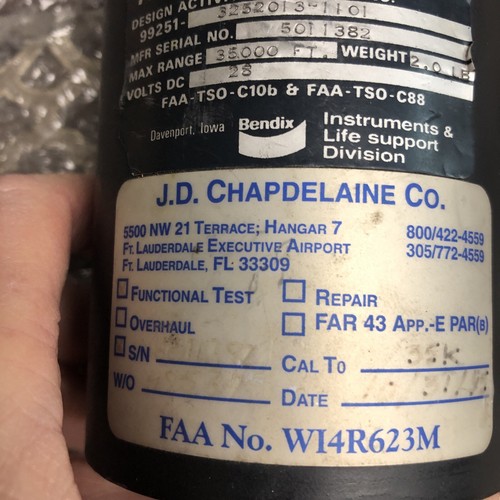 DESIGN ACTIV
99251- 3252013-1101
MFR SERIAL NO. 5011382
MAX RANGE 35000 FT. WEIGHT 2.0 LB
VOLTS DC 28
FAA-TSO-C10b & FAA-TSO-C88
Davenport, Iowa Bendix Instruments &
Life support
Division
J.D. CHAPDELAINE CO.
5500 NW 21 TERRACE; HANGAR 7 800/422-4559
FT. LAUDERDALE EXECUTIVE AIRPORT 305/772-4559
FT. LAUDERDALE, FL 33309
FUNCTIONAL TEST REPAIR
OVERHAUL FAR 43 APP.-E PAR(B)
S/N CAL TO 35K
W/O DATE
FAA NO. WI4R623M